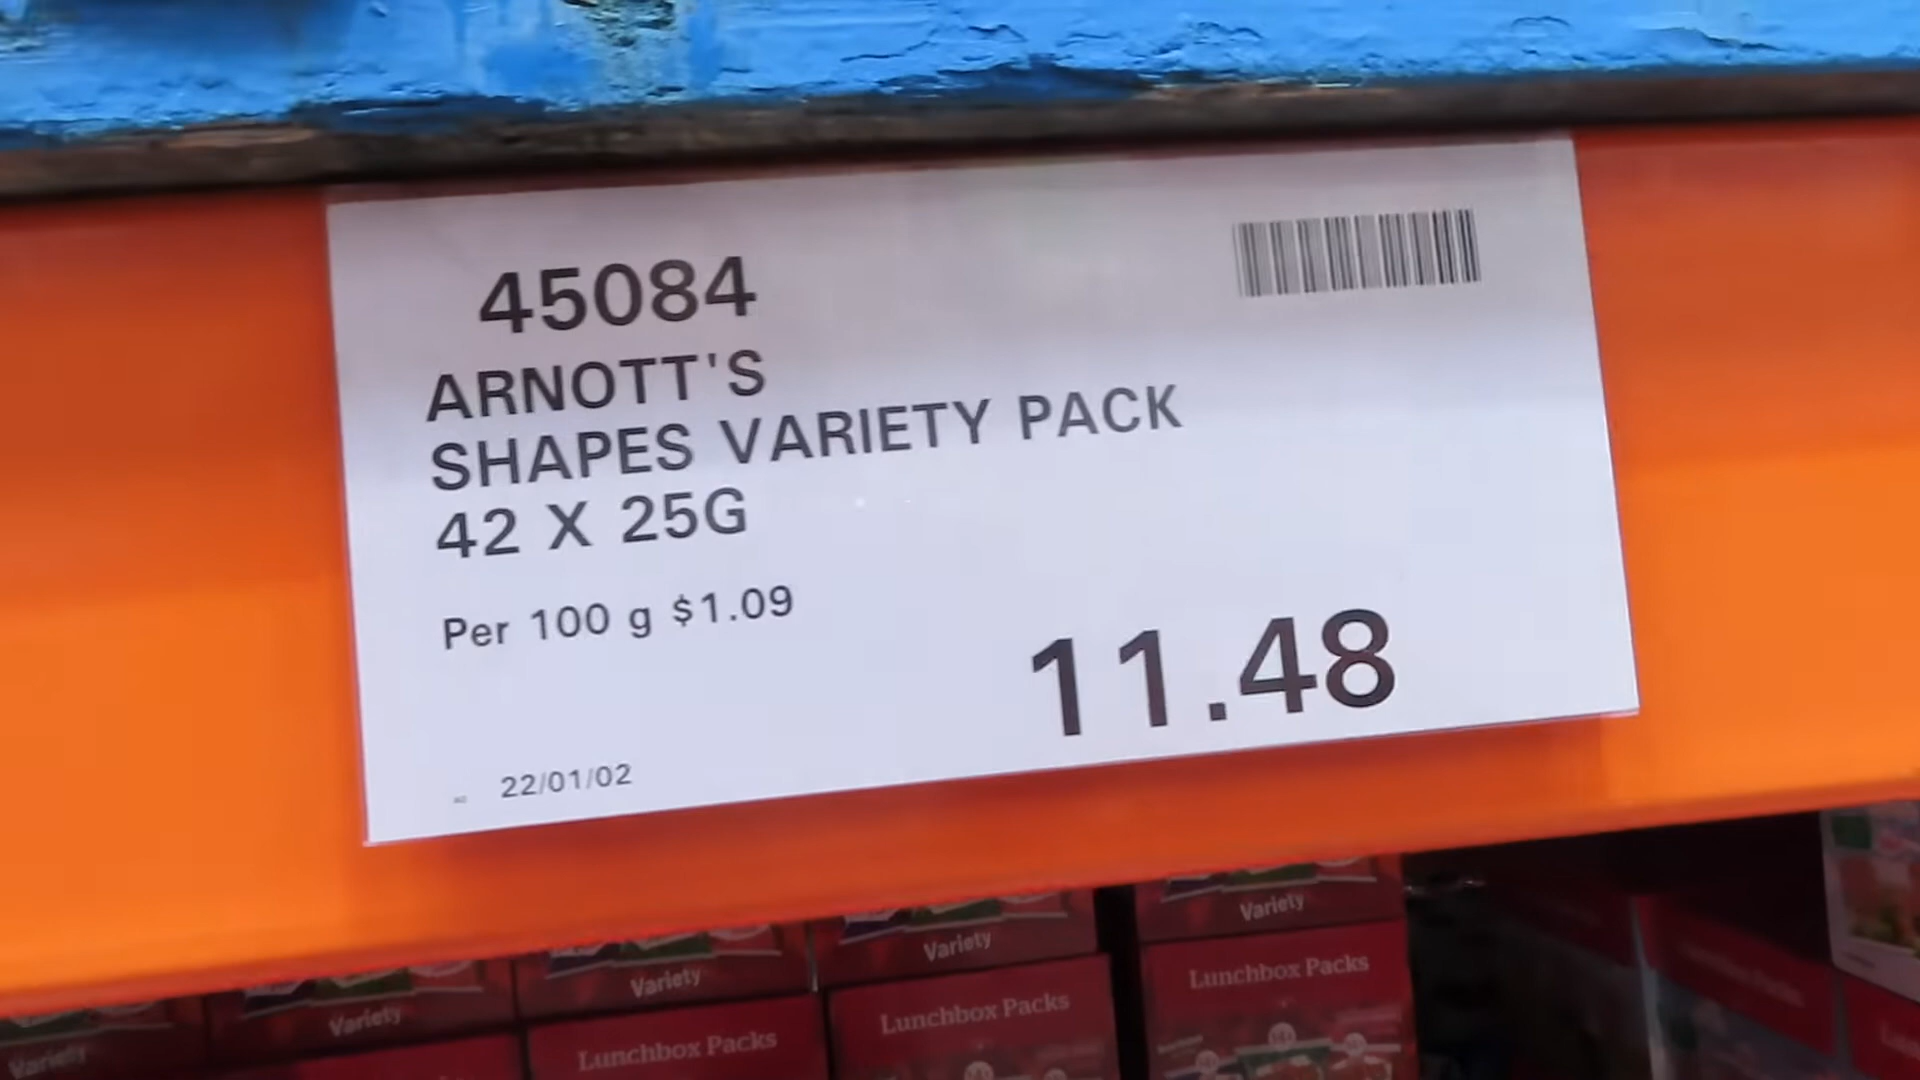 45084
ARNOTT'S
SHAPES VARIETY PACK
42 X 25G
Per 100 g $1.09
11.48
22/01/02
Variety
Variety
Variety
Variety
Variety
Lunchbox Packs
Lunchbox Packs
Lunchbox Packs